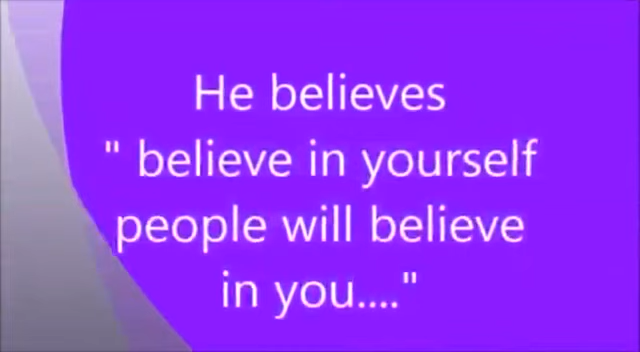 He believes
" believe in yourself
people will believe
in you...."